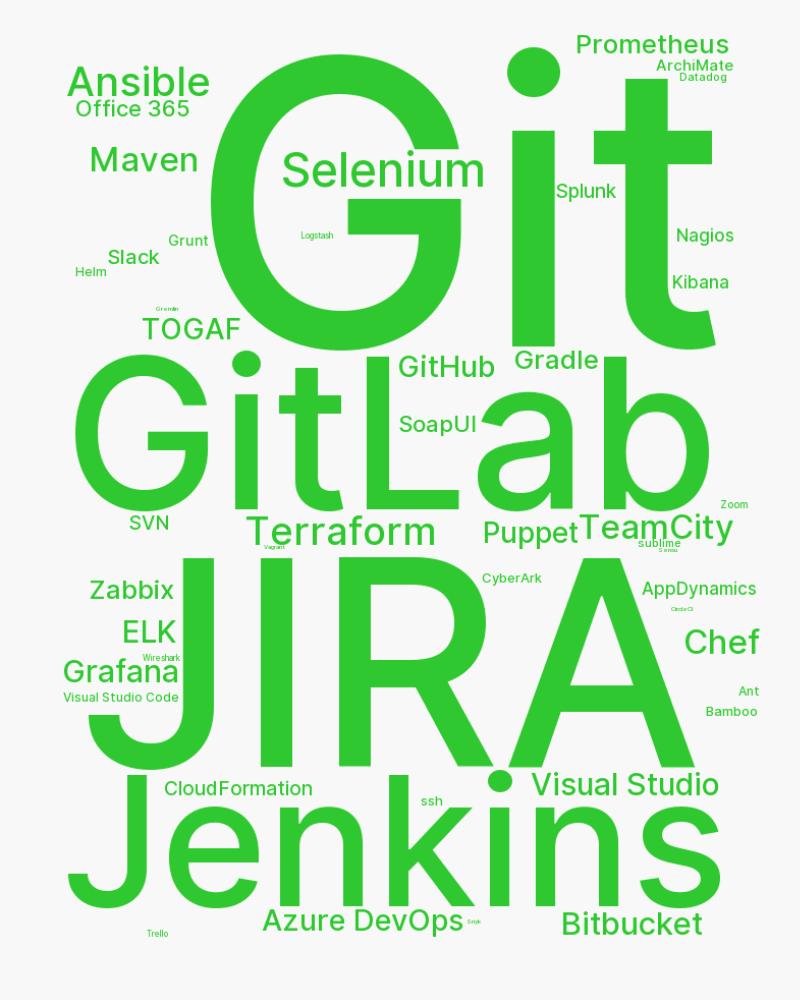 Prometheus
ArchiMate
Datadog
Ansible
Office 365
Git
Maven
Selenium
Splunk
Logstash
Grunt
Nagios
Slack
Helm
Kibana
Gremlin
TOGAF
GitHub
Gradle
GitLab
SoapUI
Zoom
SVN
Terraform
Puppet
TeamCity
sublime
Vagrant
Sensu
JIRA
CyberArk
Zabbix
AppDynamics
CircleCI
ELK
Chef
Wireshark
Grafana
Visual Studio Code
Ant
Bamboo
CloudFormation
Visual Studio
ssh
Jenkins
Azure DevOps
Snyk
Bitbucket
Trello